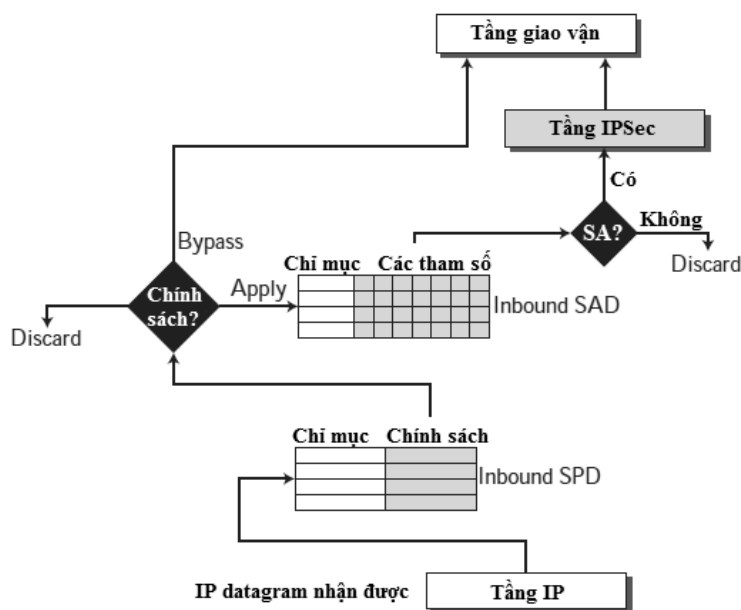 Tầng giao vận
Tầng IPSec
Có
SA?
Không
Discard
Bypass
Chỉ mục Các tham số
Chính
sách?
Apply
Inbound SAD
Discard
Chỉ mục Chính sách
Inbound SPD
IP datagram nhận được
Tầng IP